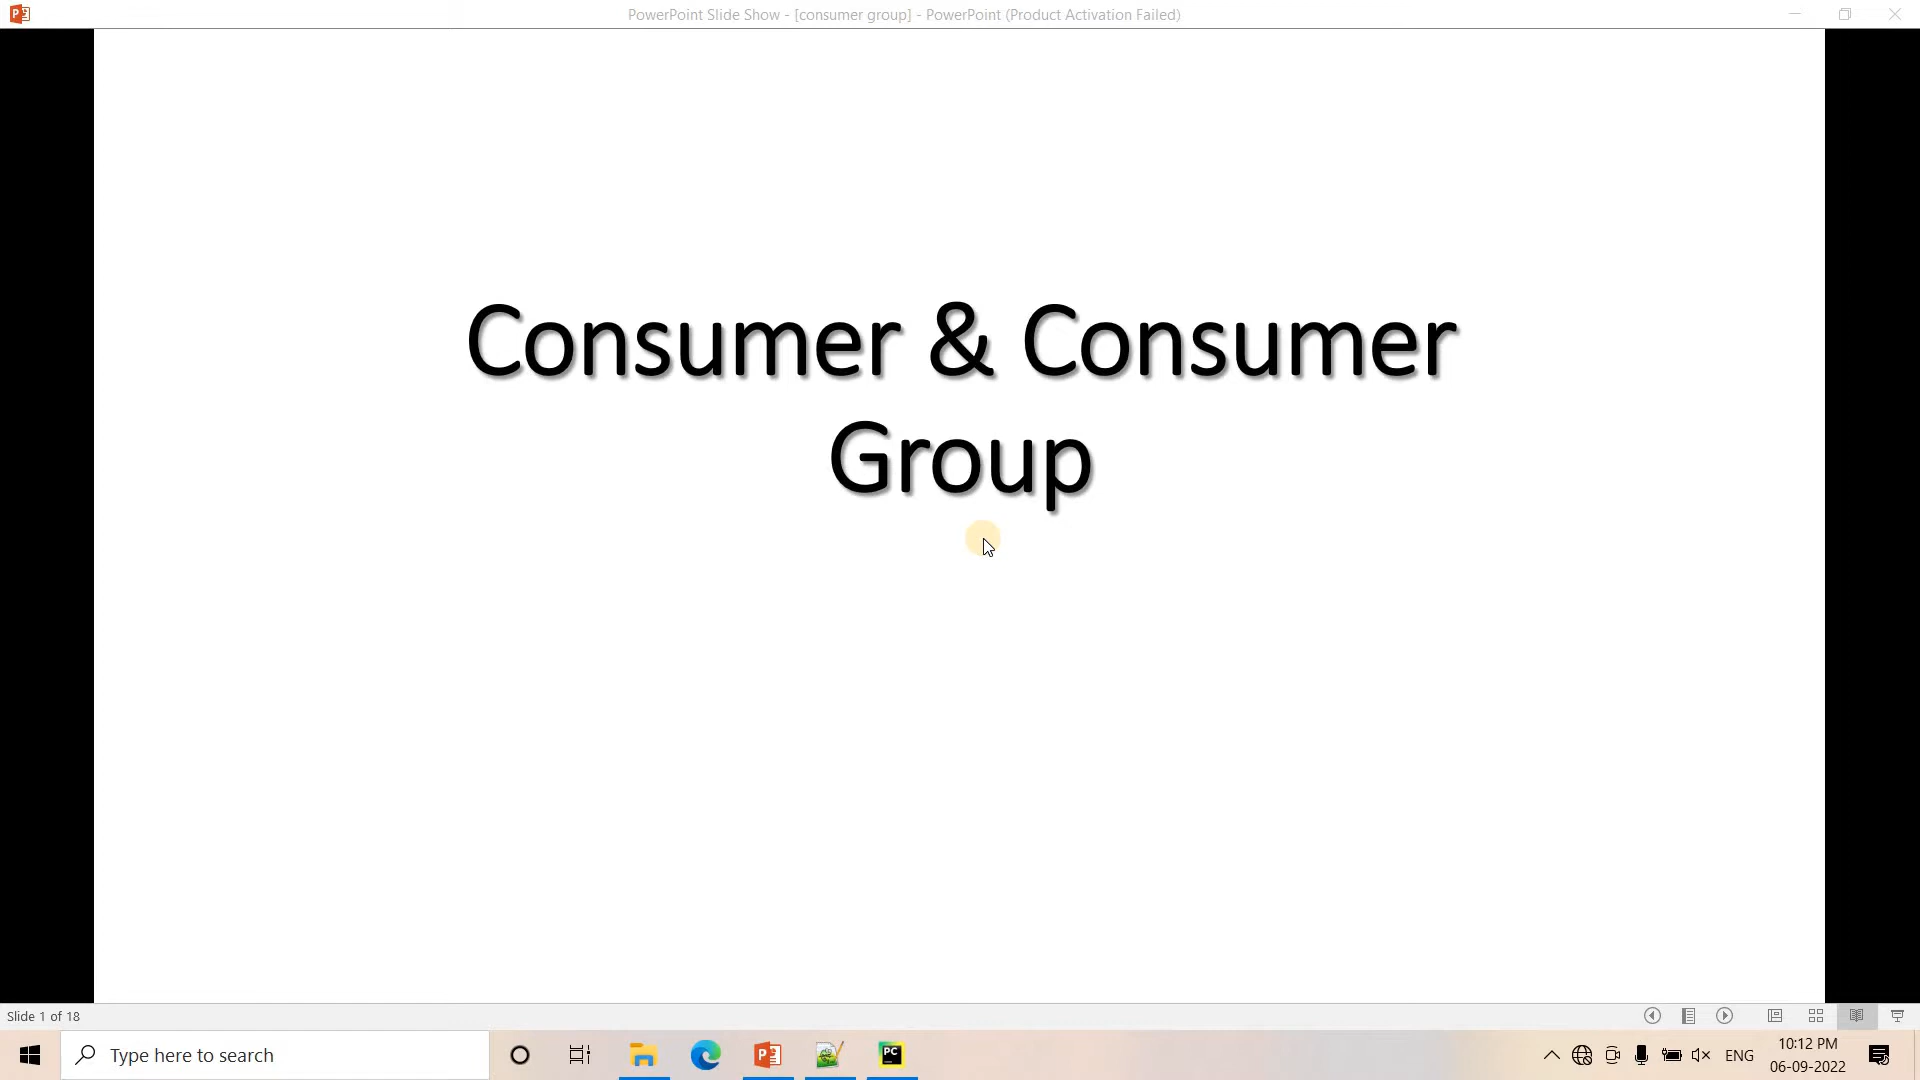 PowerPoint Slide Show - [consumer group] - PowerPoint (Product Activation Failed)
Consumer & Consumer
Group
Slide 1 of 18
Type here to search
PC
ENG
10:12 PM
06-09-2022